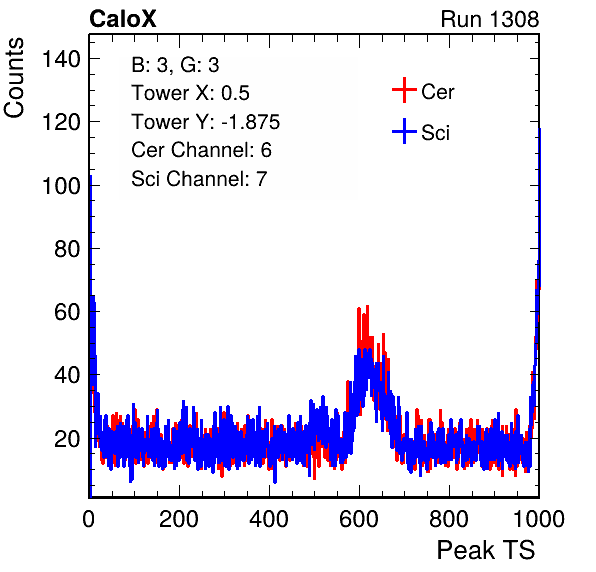 CaloX Run 1308
Counts
140
120
100
80
60
40
20
B: 3, G: 3
Tower X: 0.5
Tower Y: -1.875
Cer Channel: 6
Sci Channel: 7
Cer
Sci
0 200 400 600 800 1000
Peak TS